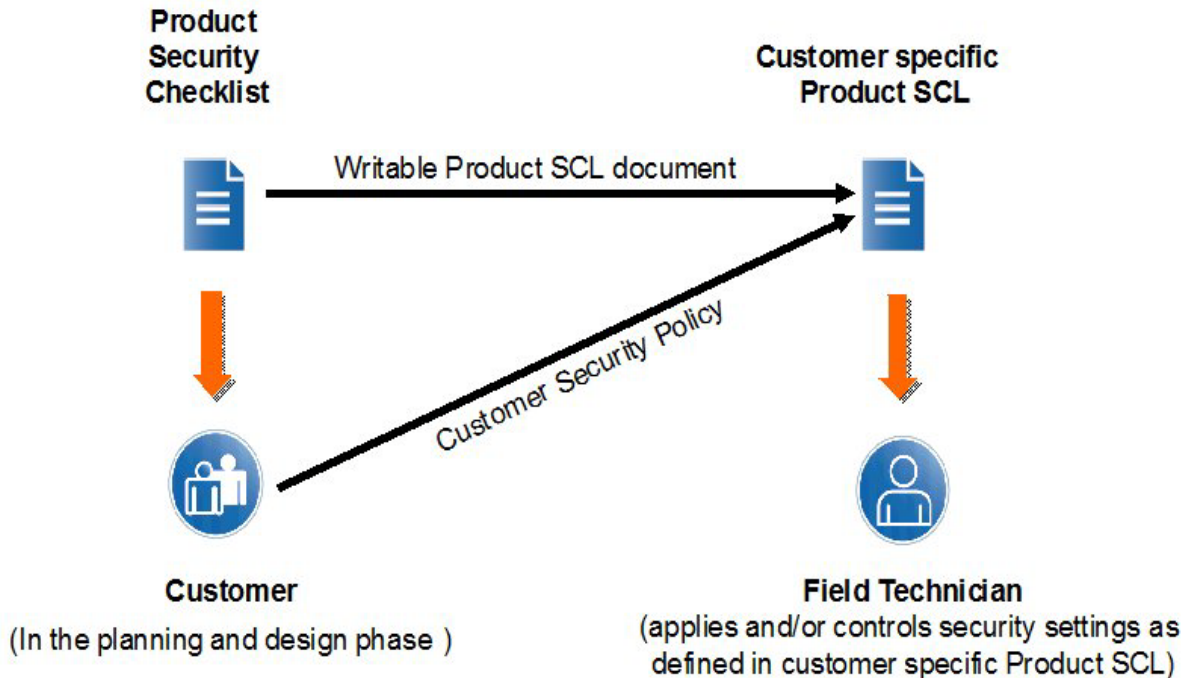 Product
Security
Checklist
Customer specific
Product SCL
Writable Product SCL document
Customer Security Policy
Customer
(In the planning and design phase )
Field Technician
(applies and/or controls security settings as
defined in customer specific Product SCL)